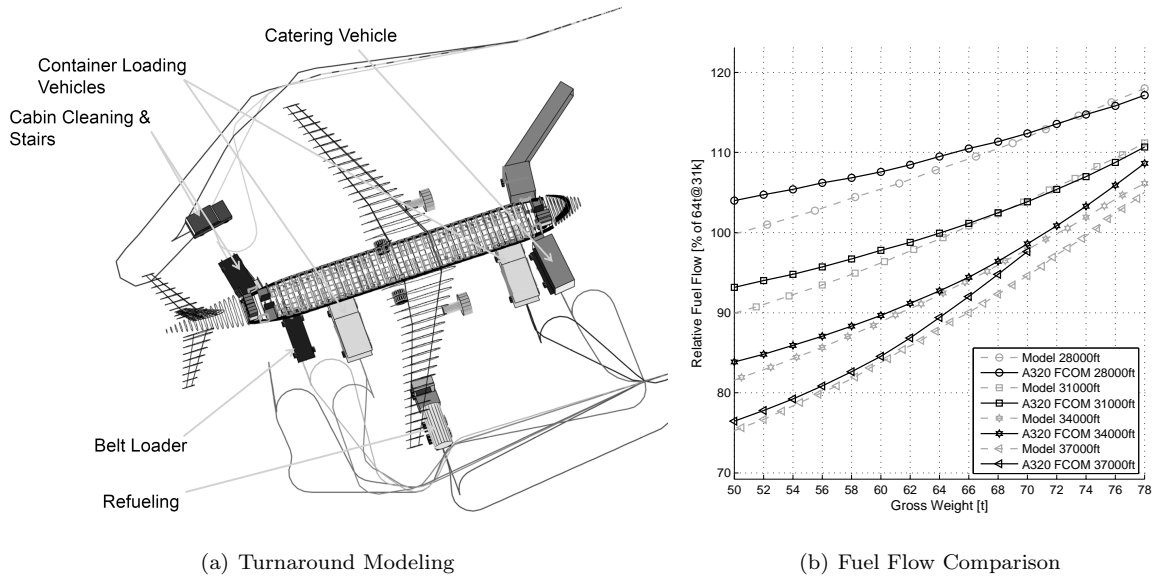 Catering Vehicle
Container Loading
Vehicles
Cabin Cleaning &
Stairs
Belt Loader
Refueling
(a) Turnaround Modeling
Relative Fuel Flow [% of 64t@31k]
120
110
100
90
80
70
50 52 54 56 58 60 62 64 66 68 70 72 74 76 78
Gross Weight [t]
Model 28000ft
A320 FCOM 28000ft
Model 31000ft
A320 FCOM 31000ft
Model 34000ft
A320 FCOM 34000ft
Model 37000ft
A320 FCOM 37000ft
(b) Fuel Flow Comparison